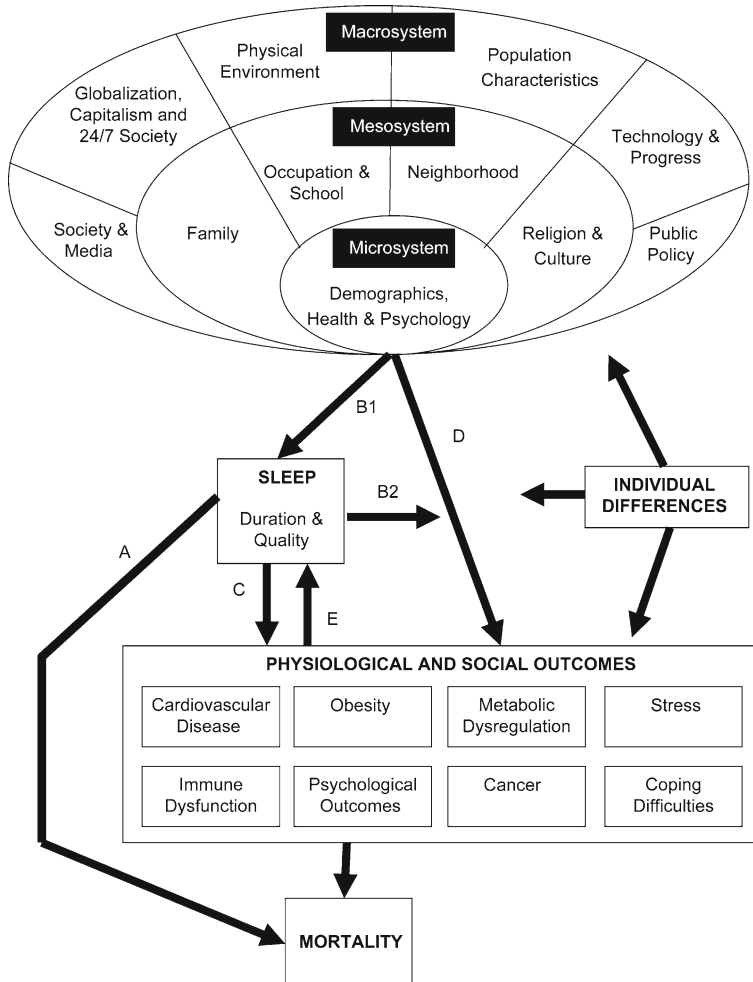 Macrosystem
Physical
Environment
Population
Characteristics
Globalization,
Capitalism and
24/7 Society
Technology &
Progress
Mesosystem
Occupation &
School
Neighborhood
Society &
Media
Family
Religion &
Culture
Public
Policy
Microsystem
Demographics,
Health & Psychology
B1
D
SLEEP
Duration &
Quality
B2
INDIVIDUAL
DIFFERENCES
A
C
E
PHYSIOLOGICAL AND SOCIAL OUTCOMES
Cardiovascular
Disease
Obesity
Metabolic
Dysregulation
Stress
Immune
Dysfunction
Psychological
Outcomes
Cancer
Coping
Difficulties
MORTALITY